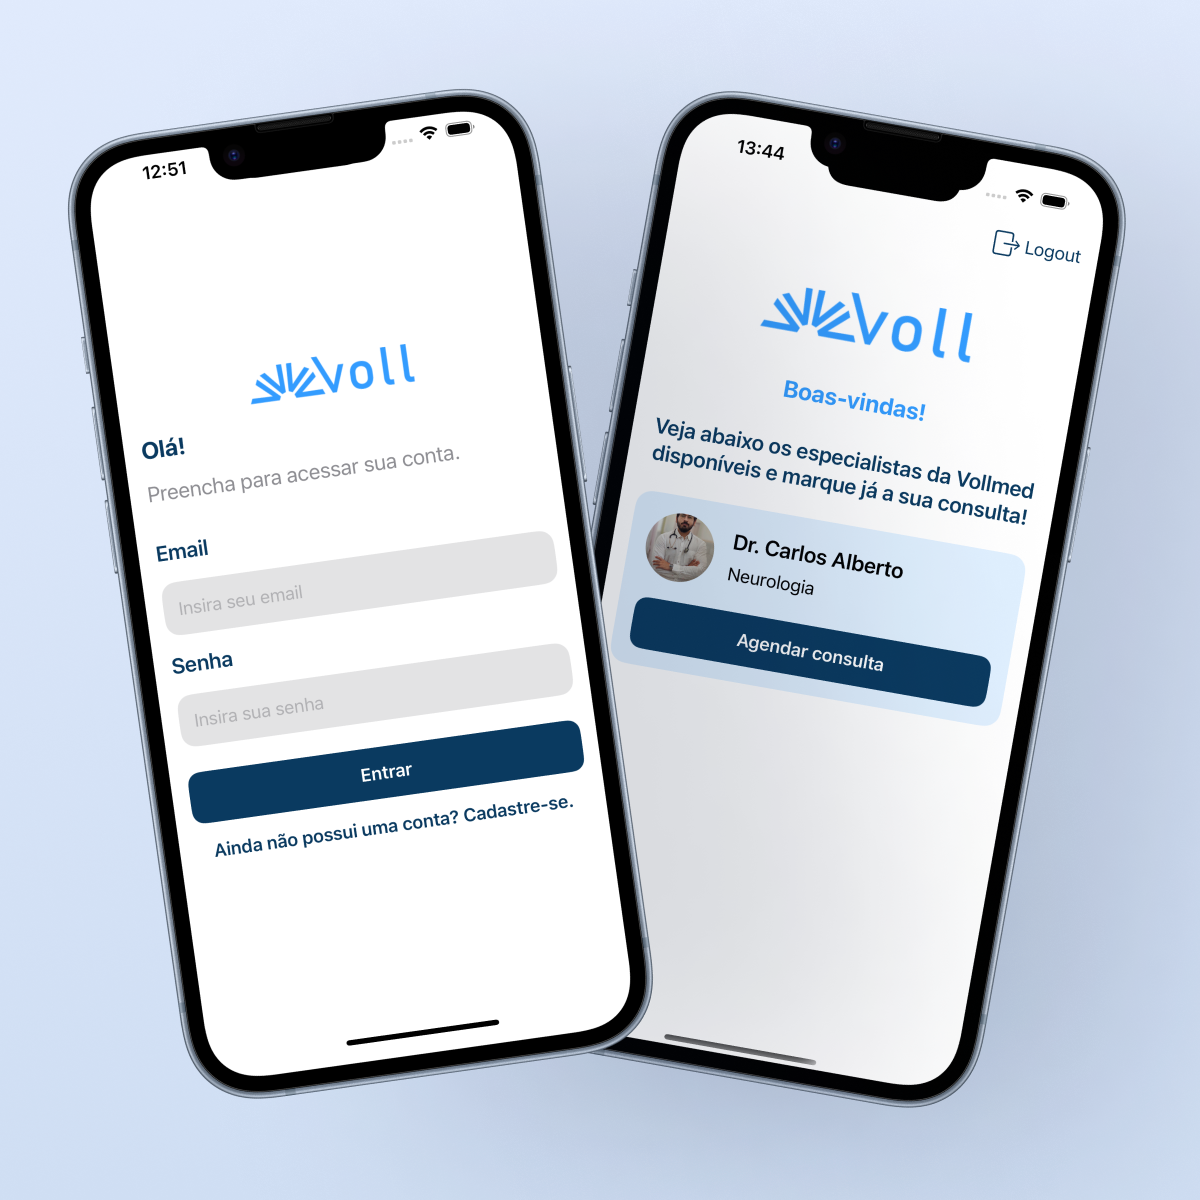 12:51
Voll
Olá!
Preencha para acessar sua conta.
Email
Insira seu email
Senha
Insira sua senha
Entrar
Ainda não possui uma conta? Cadastre-se.
13:44
Logout
Voll
Boas-vindas!
Veja abaixo os especialistas da Vollmed
disponíveis e marque já a sua consulta!
Dr. Carlos Alberto
Neurologia
Agendar consulta